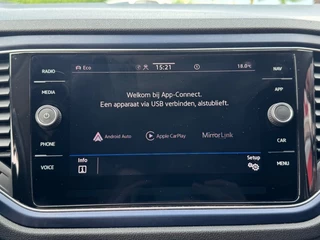 RADIO
MEDIA
PHONE
VOICE
Eco
15:21
18.0°C
Welkom bij App-Connect.
Een apparaat via USB verbinden, alstublieft.
Android Auto
Apple CarPlay
MirrorLink
Info
Setup
NAV
APP
CAR
MENU